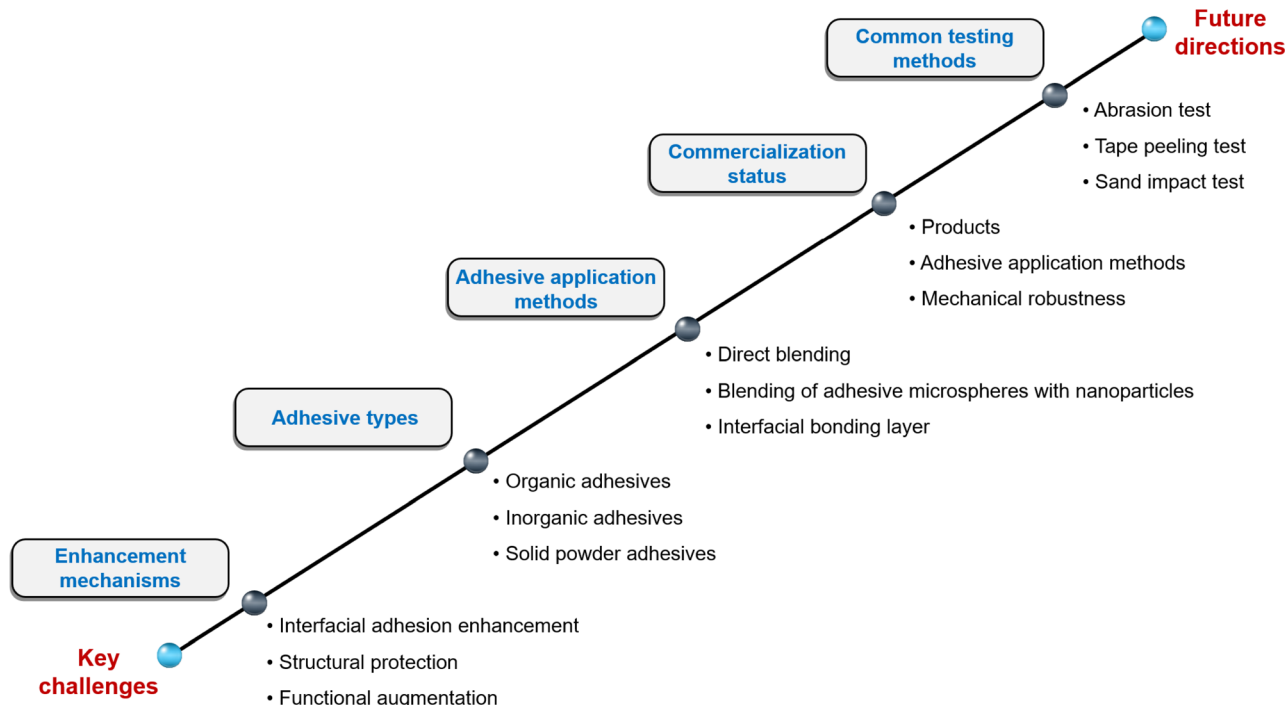 Future
directions
Common testing
methods
• Abrasion test
• Tape peeling test
• Sand impact test
Commercialization
status
• Products
• Adhesive application methods
• Mechanical robustness
Adhesive application
methods
• Direct blending
• Blending of adhesive microspheres with nanoparticles
• Interfacial bonding layer
Adhesive types
• Organic adhesives
• Inorganic adhesives
• Solid powder adhesives
Enhancement
mechanisms
• Interfacial adhesion enhancement
• Structural protection
• Functional augmentation
Key
challenges